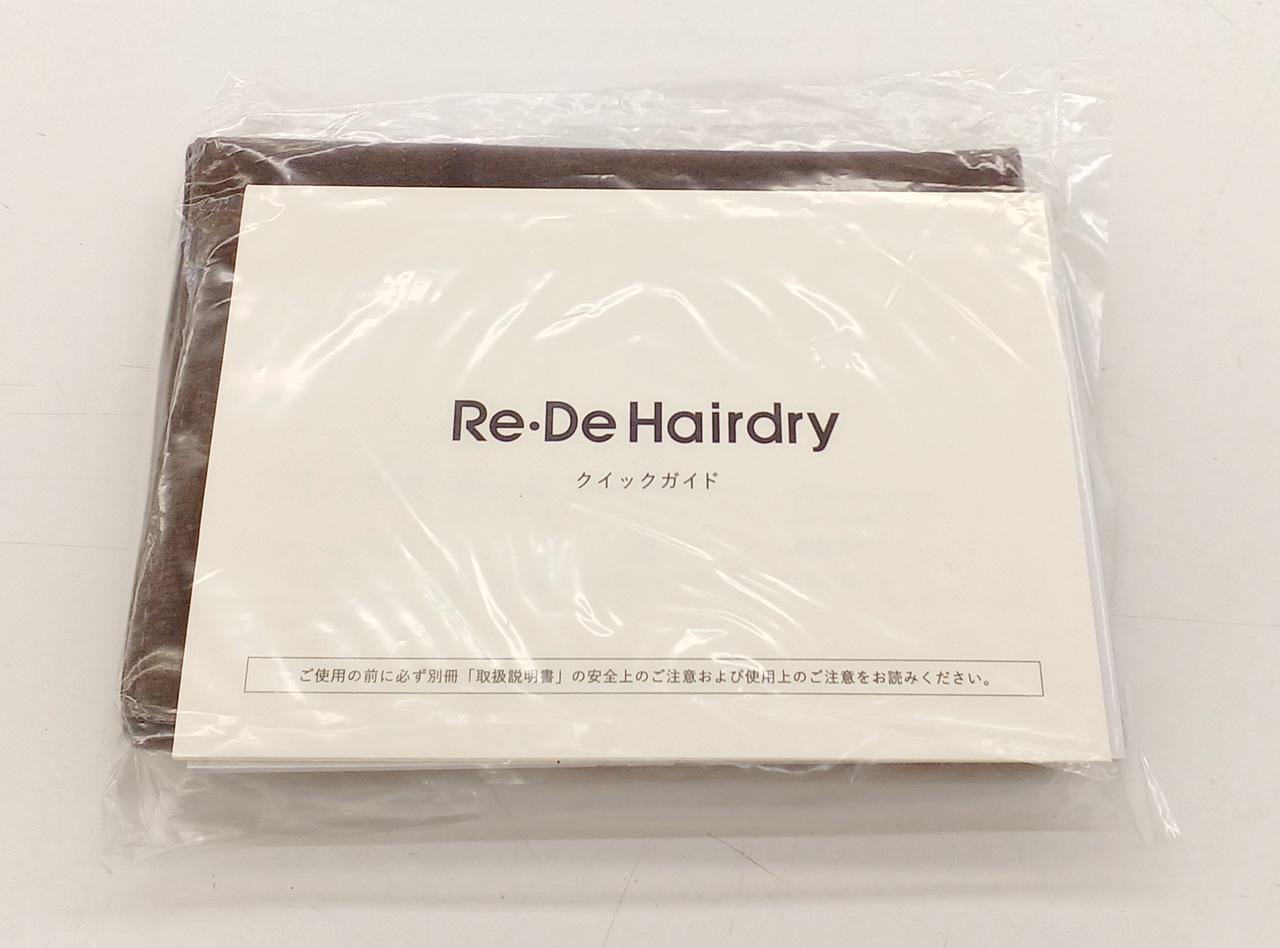 Re·De Hairdry
クイックガイド
ご使用の前に必ず別冊「取扱説明書」の安全上のご注意および使用上のご注意をお読みください。